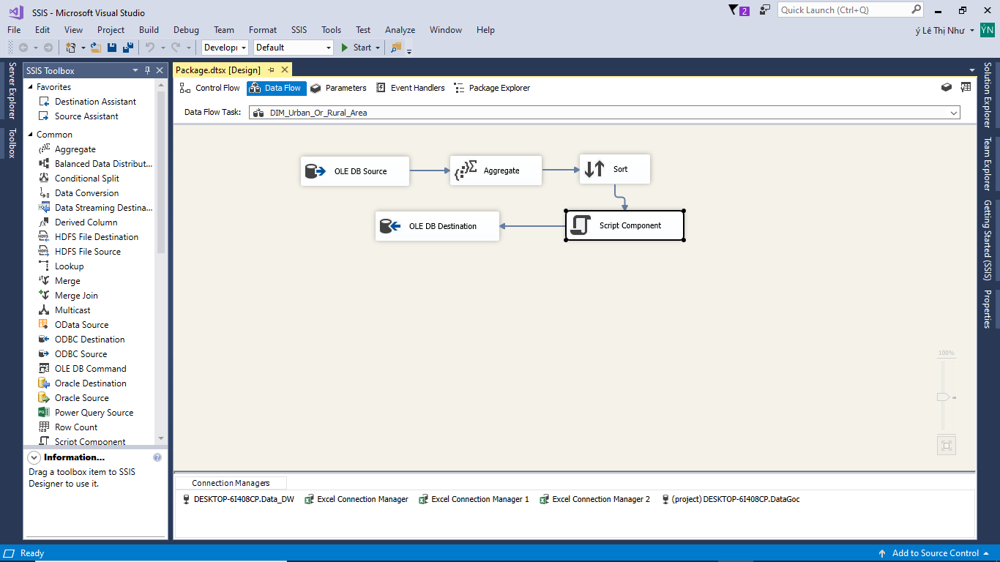 SSIS - Microsoft Visual Studio
2
Quick Launch (Ctrl+Q)
File Edit View Project Build Debug Team Format SSIS Tools Test Analyze Window Help
ý Lê Thị Như
ÝN
Developi
Default
Start
Server Explorer
Toolbox
SSIS Toolbox
Favorites
Destination Assistant
Source Assistant
Common
Aggregate
Balanced Data Distribut...
Conditional Split
Data Conversion
Data Streaming Destina...
Derived Column
HDFS File Destination
HDFS File Source
Lookup
Merge
Merge Join
Multicast
OData Source
ODBC Destination
ODBC Source
OLE DB Command
Oracle Destination
Oracle Source
Power Query Source
Row Count
Script Component
Information...
Drag a toolbox item to SSIS
Designer to use it.
Package.dtsx [Design]
Control Flow Data Flow Parameters Event Handlers Package Explorer
Data Flow Task: DIM_Urban_Or_Rural_Area
OLE DB Source
Aggregate
Sort
OLE DB Destination
Script Component
100%
Connection Managers
DESKTOP-6I408CP.Data_DW Excel Connection Manager Excel Connection Manager 1 Excel Connection Manager 2 (project) DESKTOP-6I408CP.DataGoc
Solution Explorer
Team Explorer
Getting Started (SSIS)
Properties
Ready
Add to Source Control